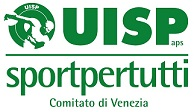 UISP
aps
sportpertutti
Comitato di Venezia